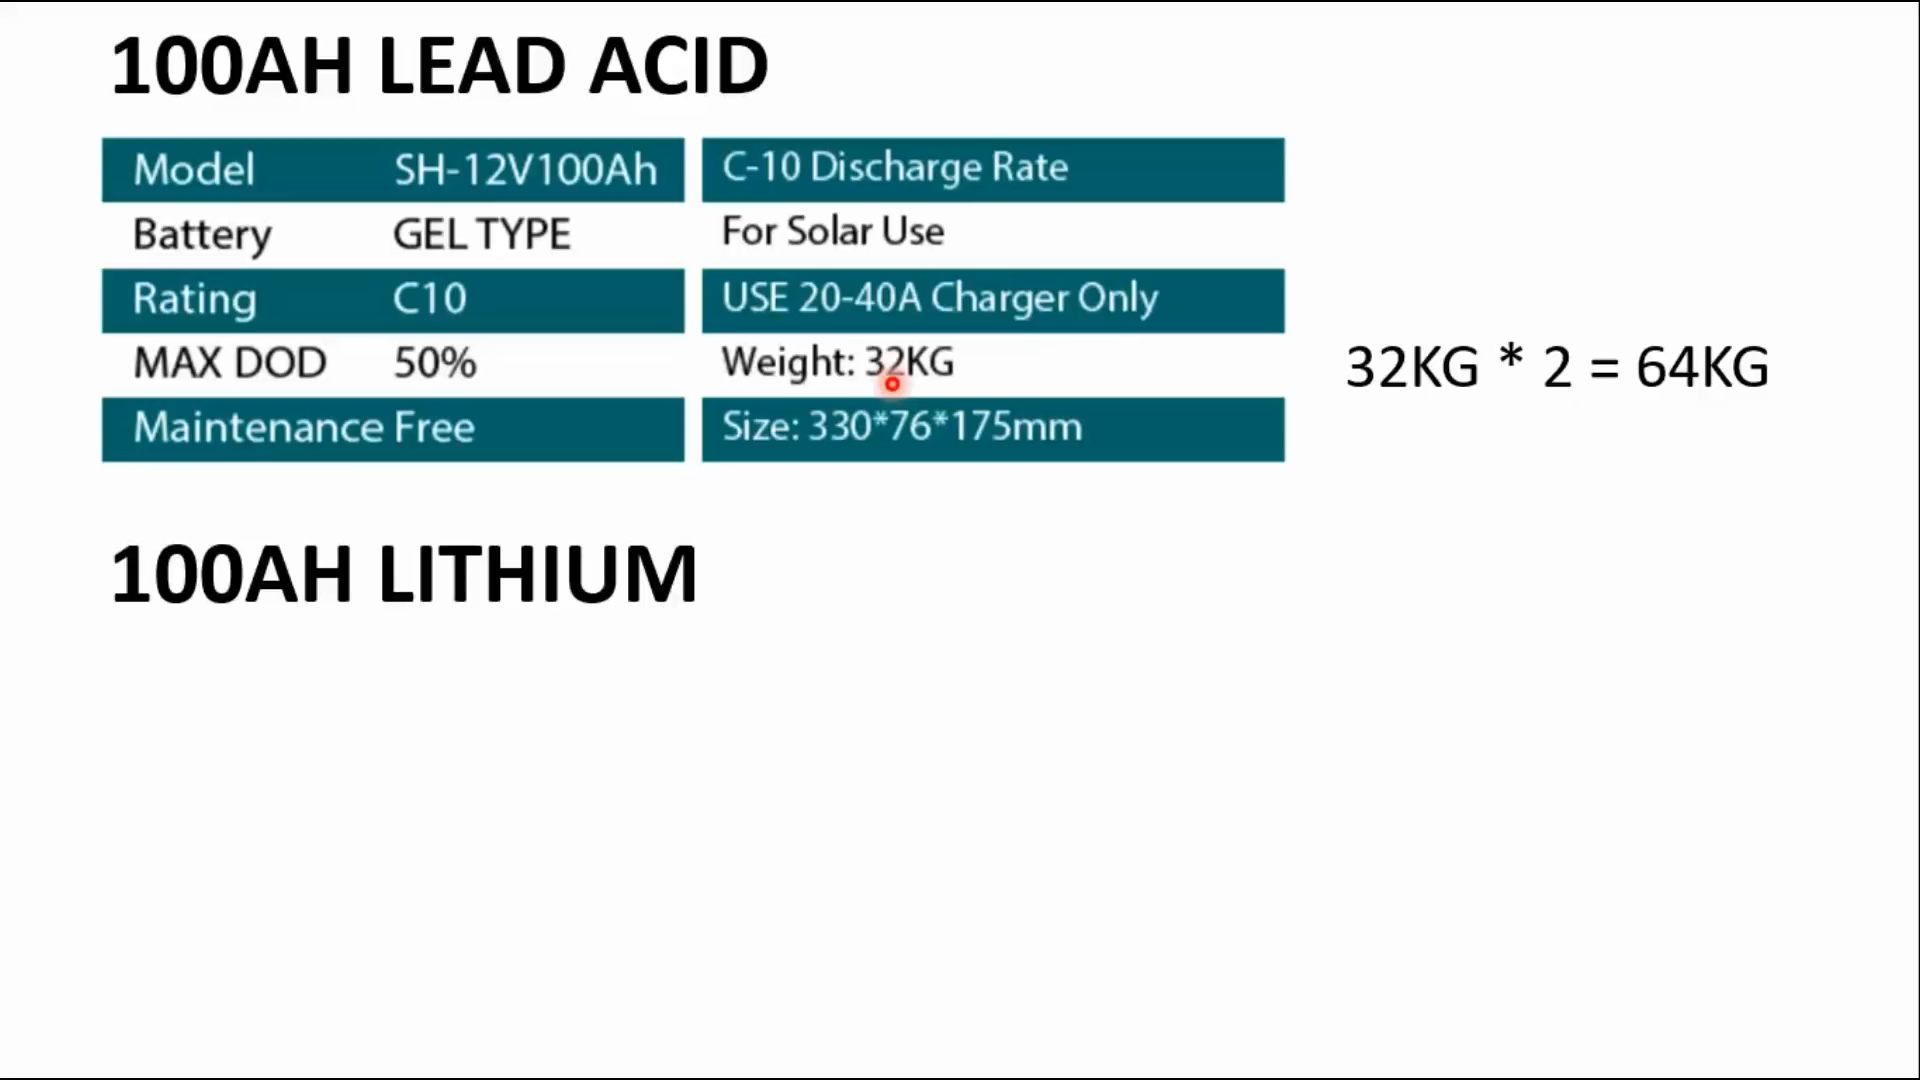 100AH LEAD ACID
Model SH-12V100Ah
Battery GEL TYPE
Rating C10
MAX DOD 50%
Maintenance Free
C-10 Discharge Rate
For Solar Use
USE 20-40A Charger Only
Weight: 32KG
Size: 330*76*175mm
32KG * 2 = 64KG
100AH LITHIUM